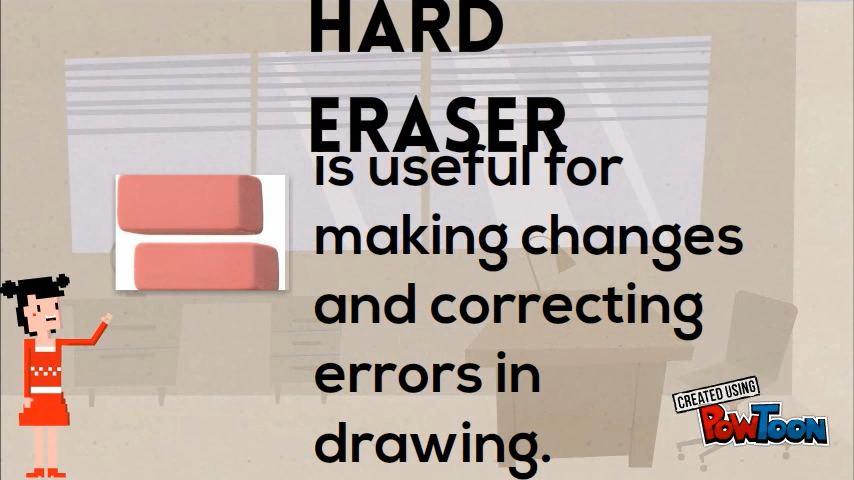 HARD
ERASER
is useful for
making changes
and correcting
errors in
drawing.
CREATED USING
POWTOON